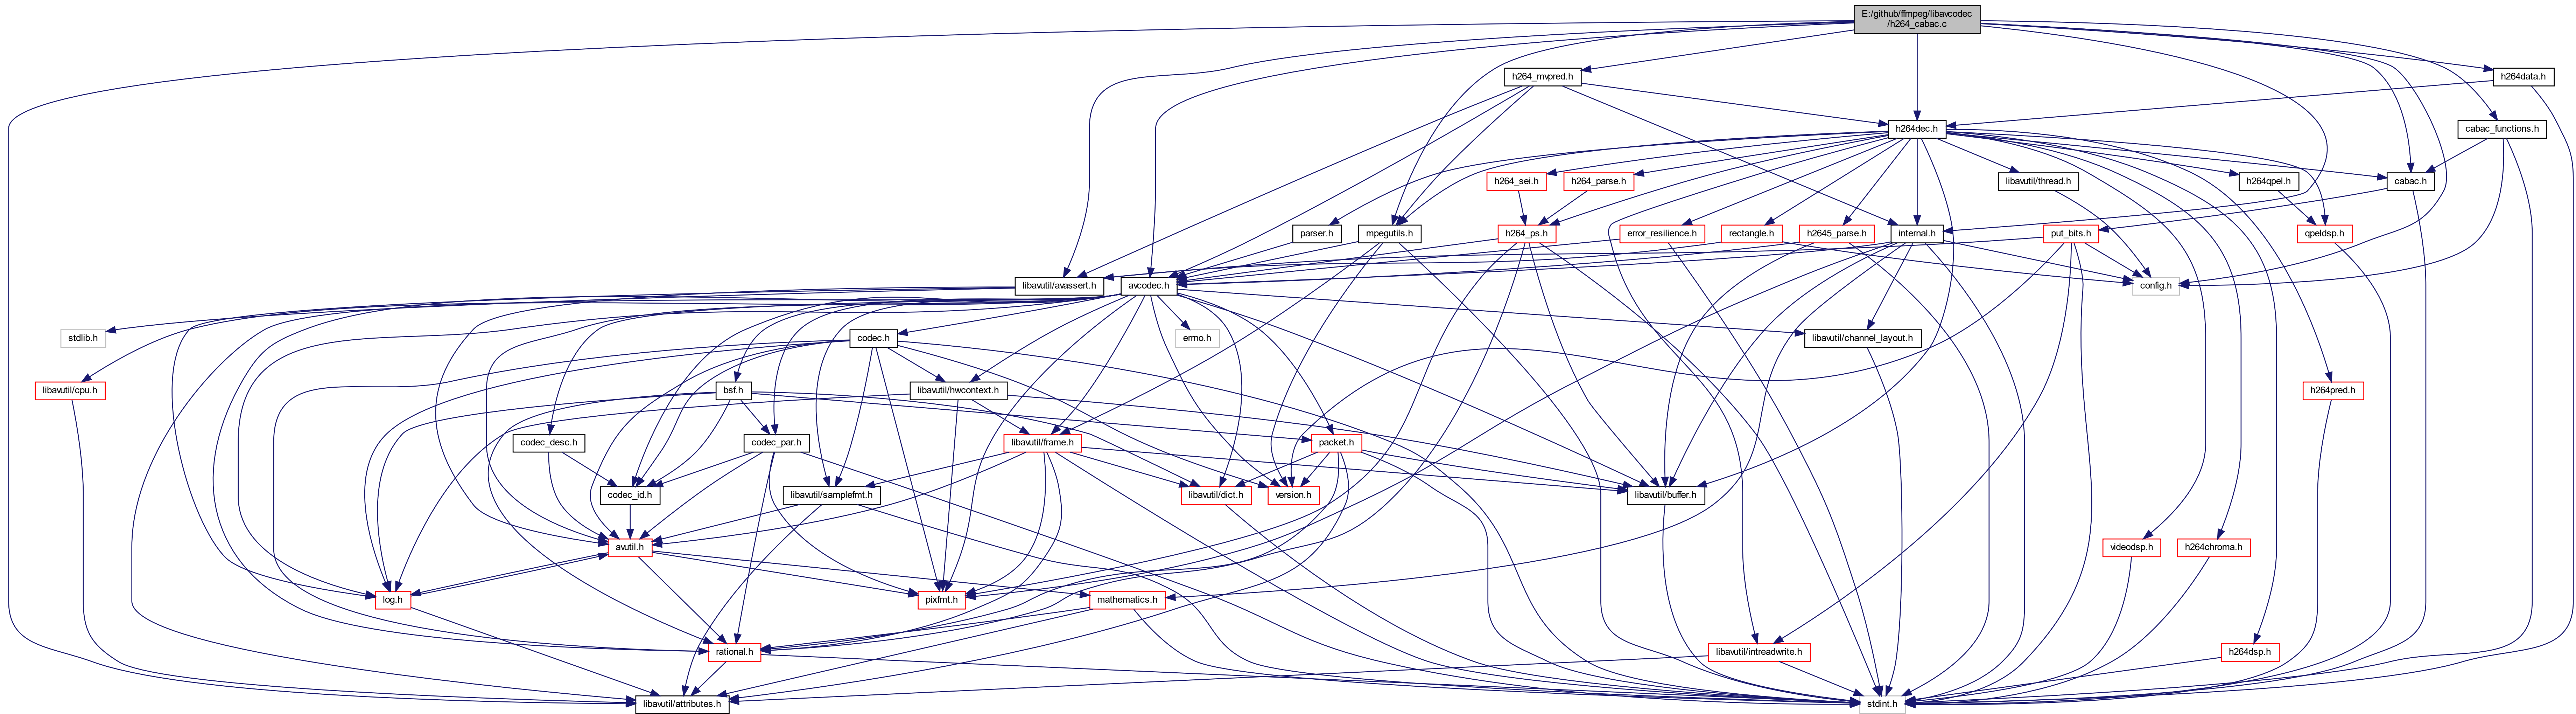 E:/github/ffmpeg/libavcodec
/h264_cabac.c
h264_mvpred.h
h264data.h
h264dec.h
cabac_functions.h
h264_sei.h
h264_parse.h
libavutil/thread.h
h264qpel.h
cabac.h
parser.h
mpegutils.h
h264_ps.h
error_resilience.h
rectangle.h
h2645_parse.h
internal.h
put_bits.h
qpeldsp.h
libavutil/avassert.h
avcodec.h
config.h
stdlib.h
codec.h
errno.h
libavutil/channel_layout.h
libavutil/cpu.h
bsf.h
libavutil/hwcontext.h
h264pred.h
codec_desc.h
codec_par.h
libavutil/frame.h
packet.h
codec_id.h
libavutil/samplefmt.h
libavutil/dict.h
version.h
libavutil/buffer.h
avutil.h
videodsp.h
h264chroma.h
log.h
pixfmt.h
mathematics.h
rational.h
libavutil/intreadwrite.h
h264dsp.h
libavutil/attributes.h
stdint.h